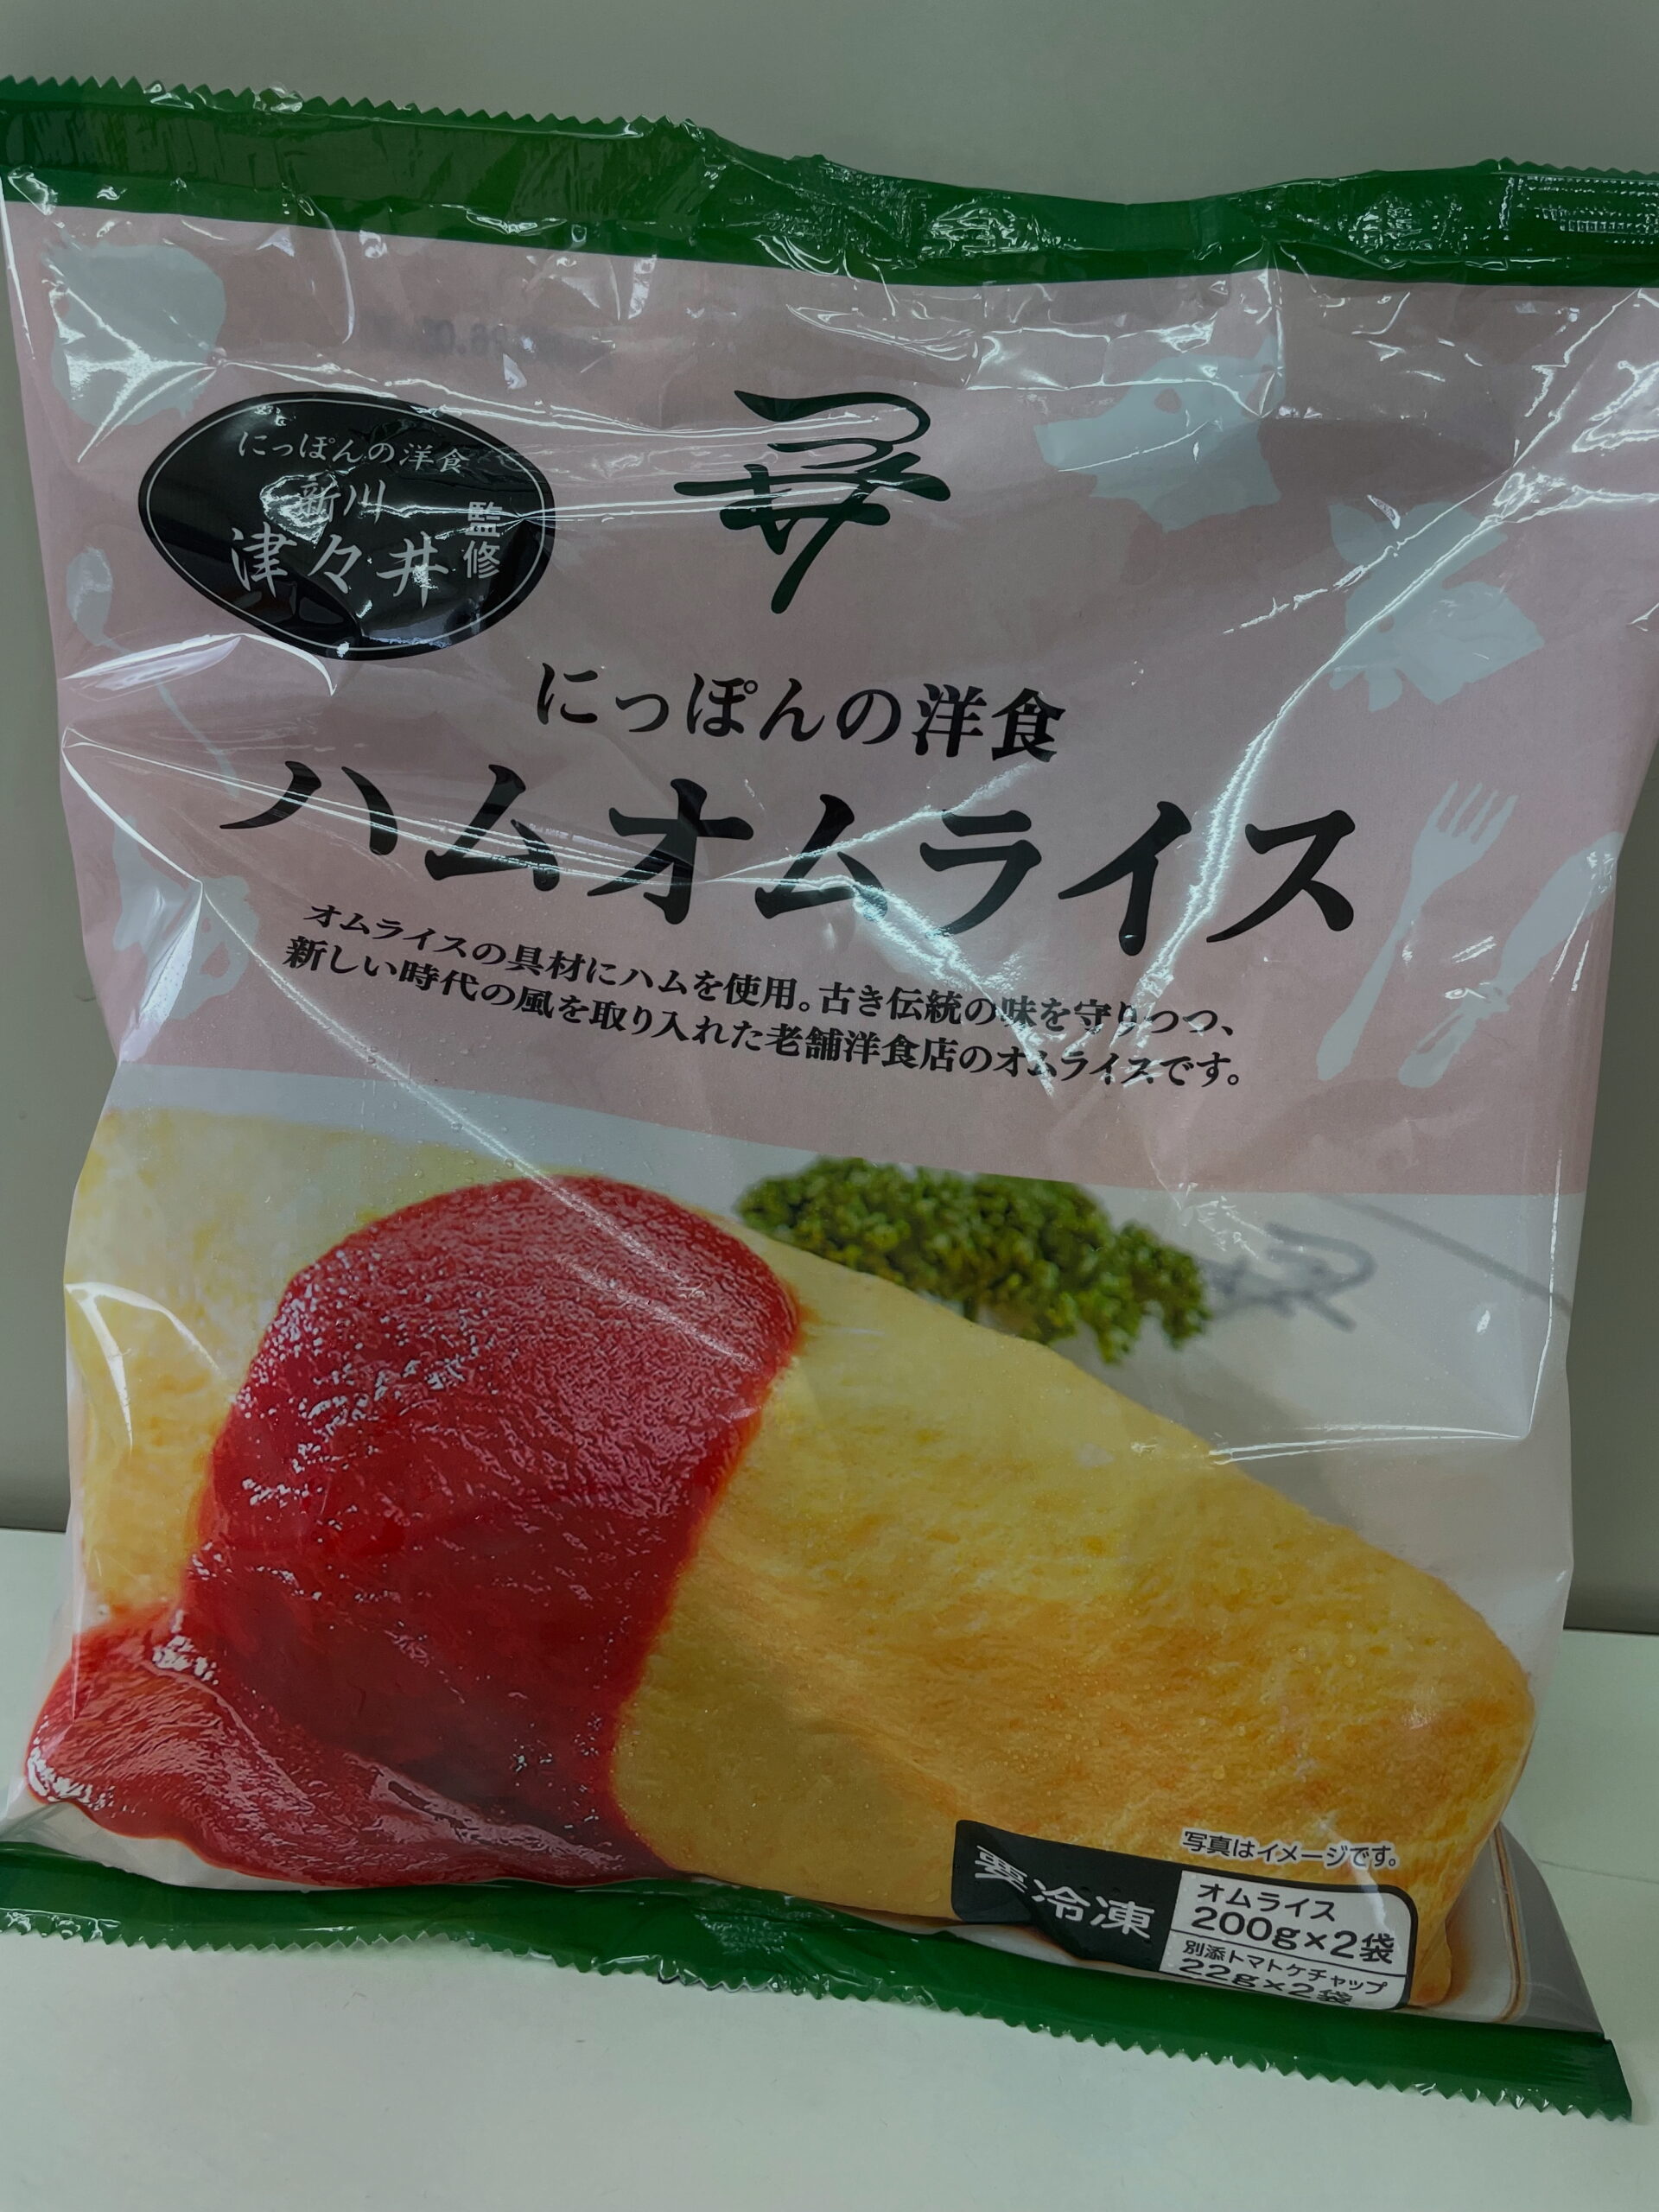 にっぽんの洋食
新川
津々井
監修
にっぽんの洋食
ハムオムライス
オムライスの具材にハムを使用。古き伝統の味を守りつつ、
新しい時代の風を取り入れた老舗洋食店のオムライスです。
写真はイメージです。
要冷凍
オムライス
200g×2袋
別添トマトケチャップ
22g×2袋